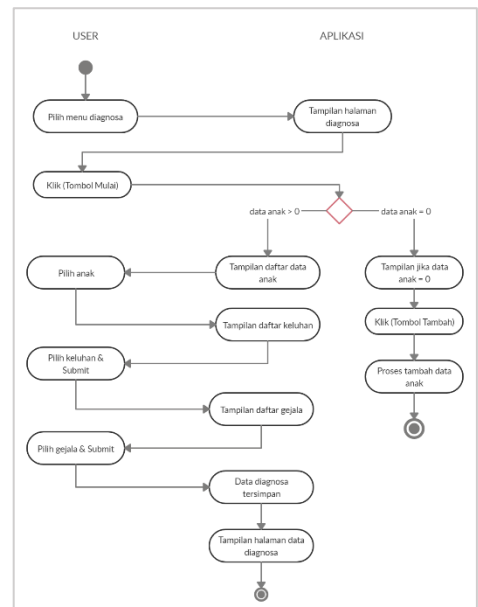 USER
APLIKASI
Pilih menu diagnosa
Tampilan halaman
diagnosa
Klik (Tombol Mulai)
data anak > 0
data anak = 0
Pilih anak
Tampilan daftar data
anak
Tampilan jika data
anak = 0
Tampilan daftar keluhan
Klik (Tombol Tambah)
Pilih keluhan &
Submit
Proses tambah data
anak
Tampilan daftar gejala
Pilih gejala & Submit
Data diagnosa
tersimpan
Tampilan halaman data
diagnosa